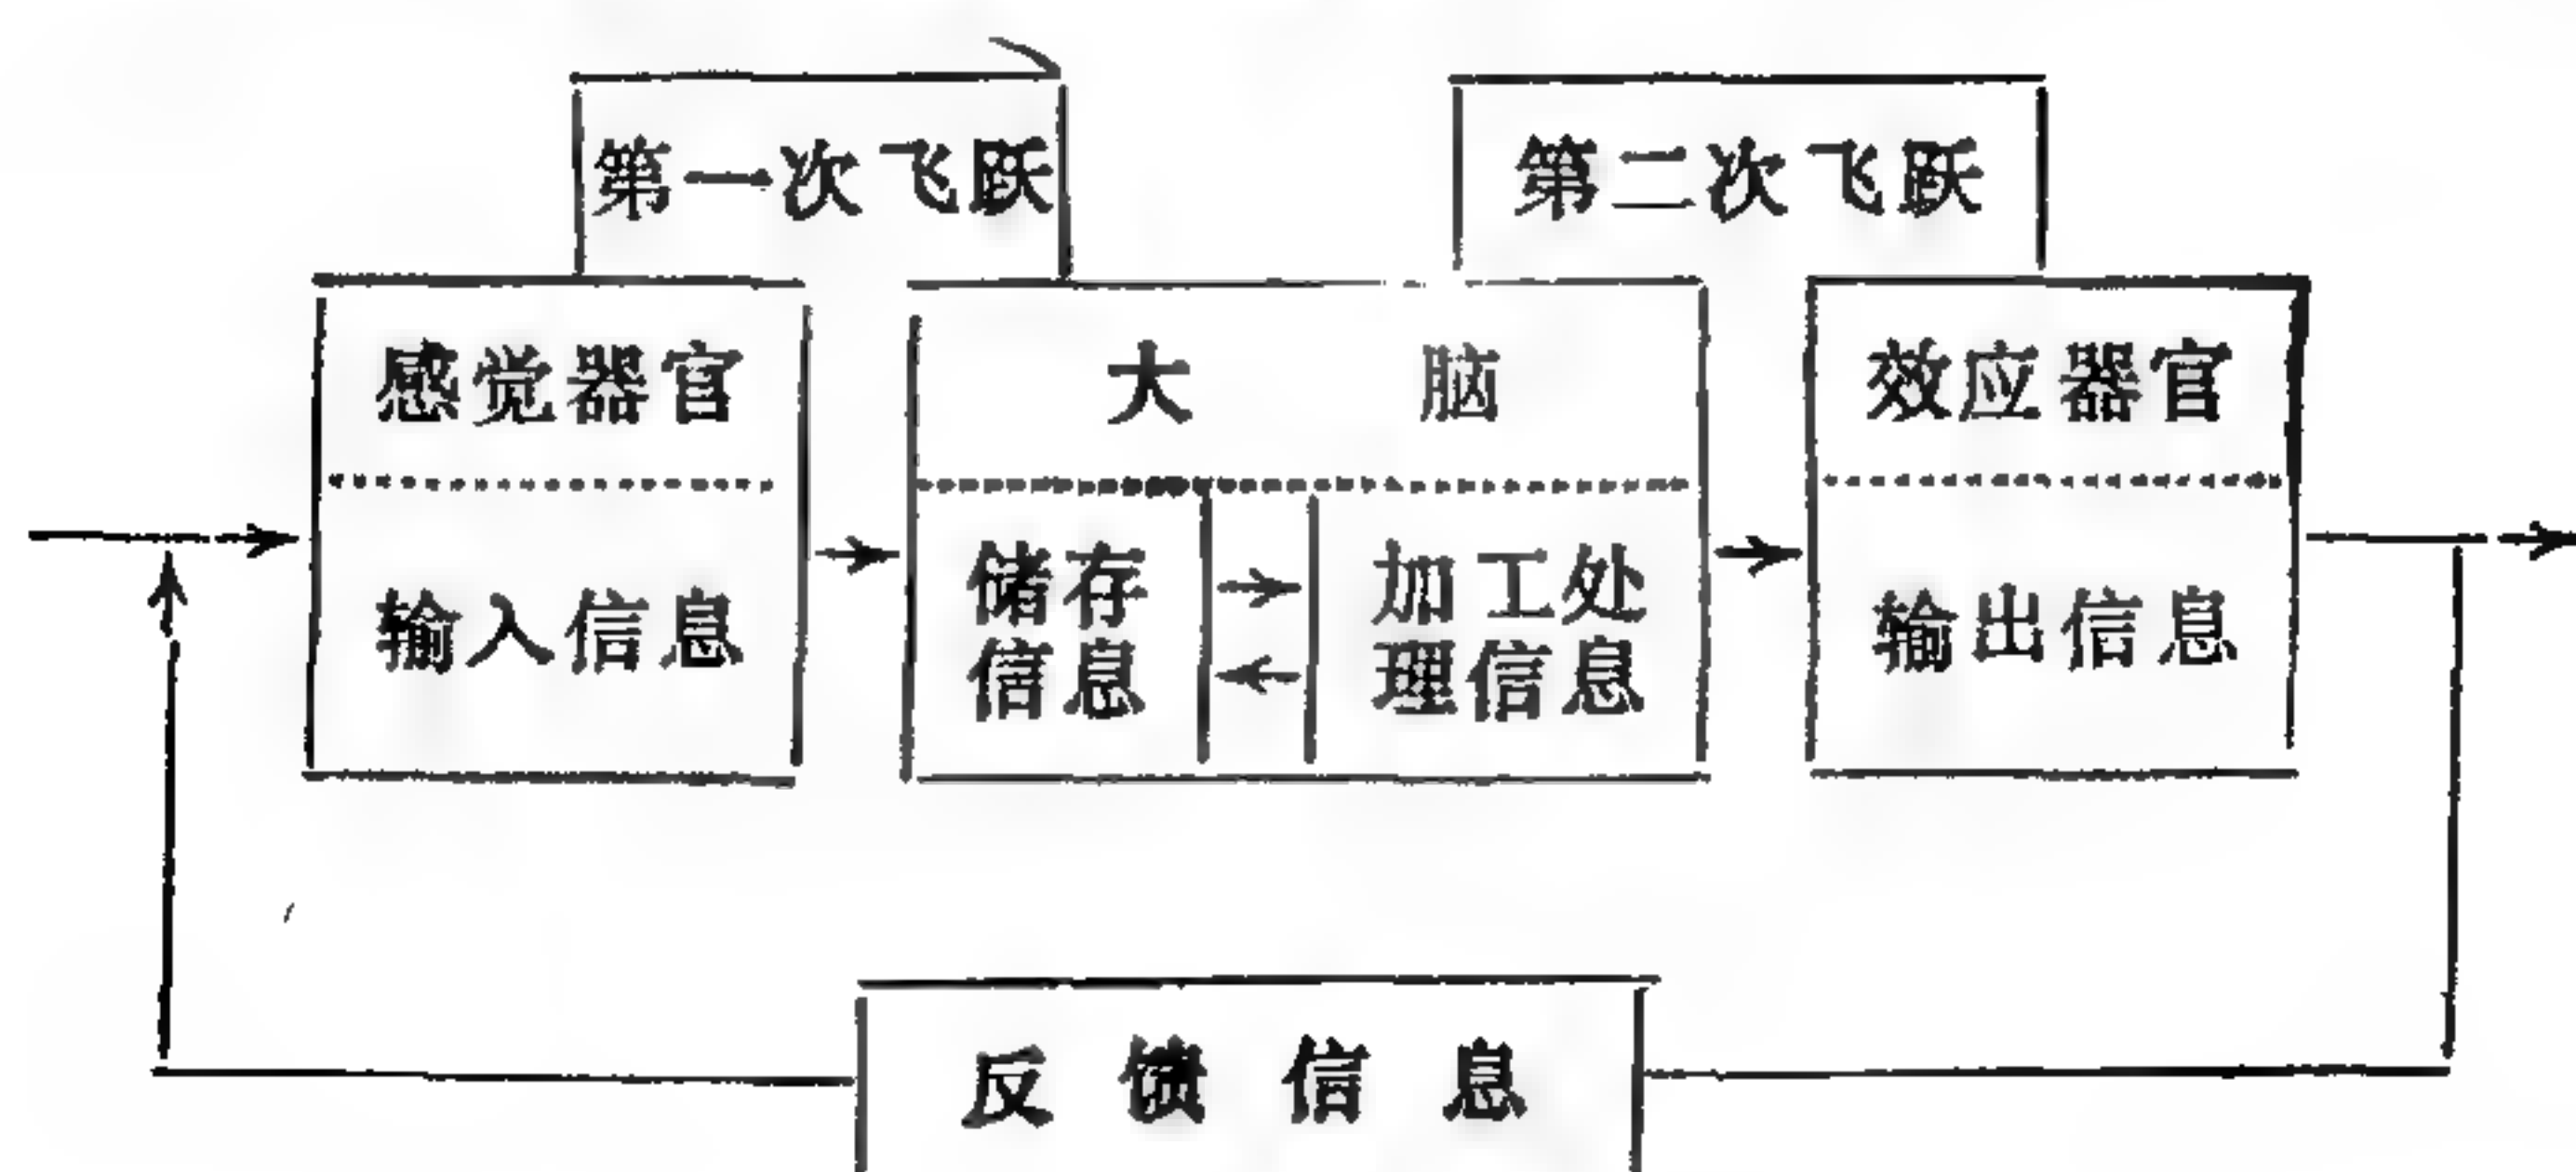 第一次飞跃
第二次飞跃
感觉器官
大脑
效应器官
输入信息
储存
信息
加工处
理信息
输出信息
反馈信息